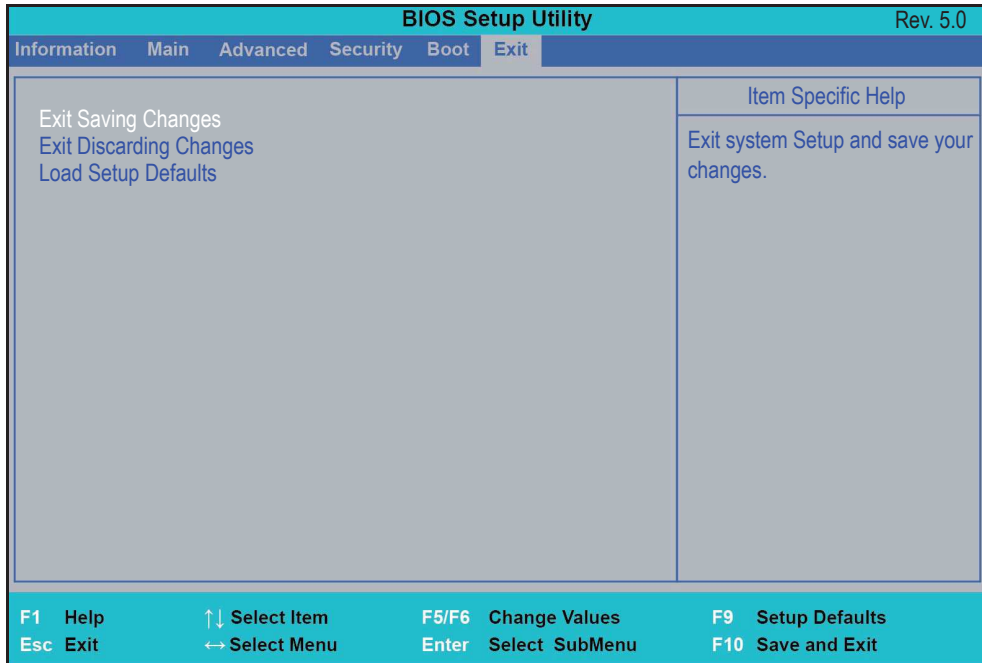 BIOS Setup Utility Rev. 5.0
Information Main Advanced Security Boot Exit
Exit Saving Changes
Exit Discarding Changes
Load Setup Defaults
Item Specific Help
Exit system Setup and save your
changes.
F1 Help ↑↓ Select Item F5/F6 Change Values F9 Setup Defaults
Esc Exit ↔ Select Menu Enter Select SubMenu F10 Save and Exit